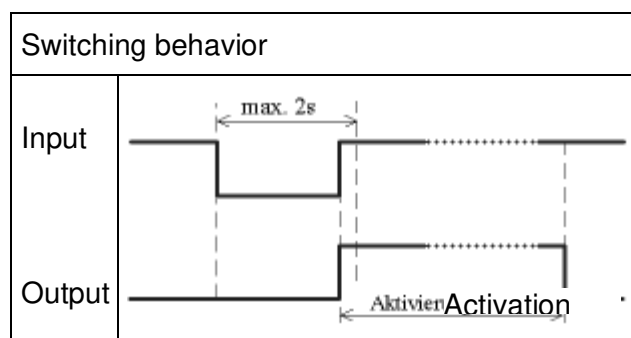 Switching behavior
max. 2s
Input
Output
Activation